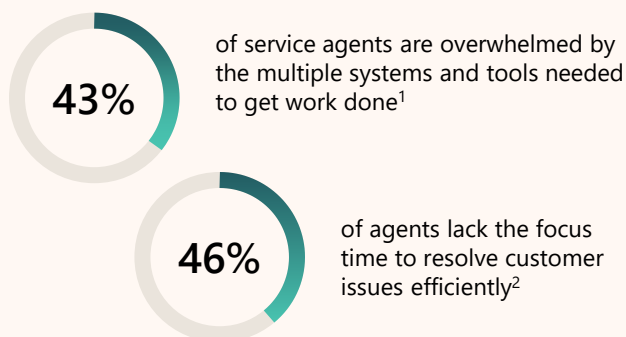 43%
of service agents are overwhelmed by
the multiple systems and tools needed
to get work done¹
46%
of agents lack the focus
time to resolve customer
issues efficiently²